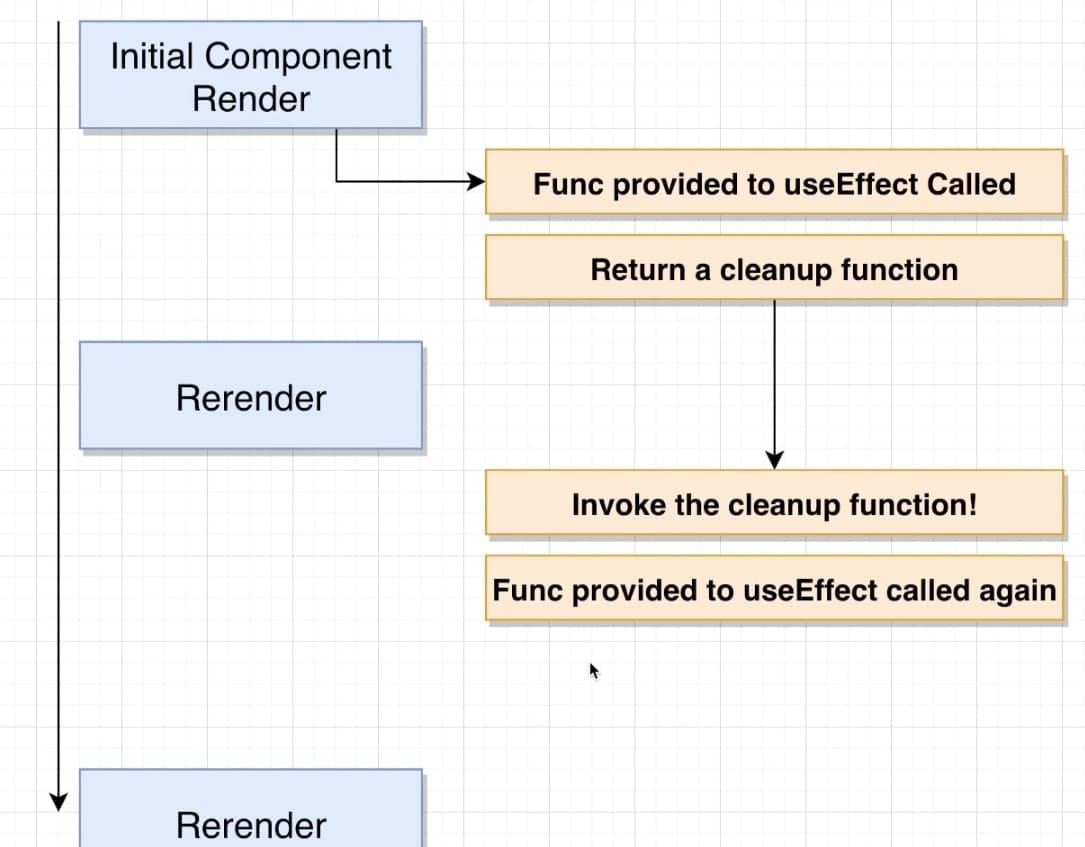 Initial Component
Render
Func provided to useEffect Called
Return a cleanup function
Rerender
Invoke the cleanup function!
Func provided to useEffect called again
Rerender